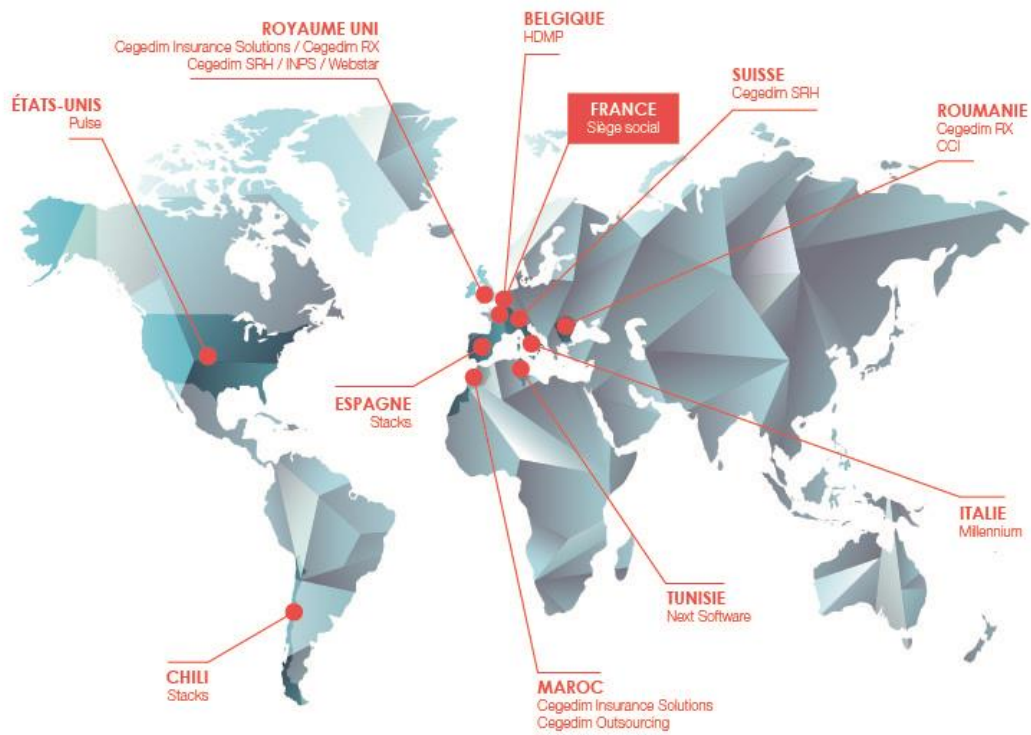 ROYAUME UNI
Cegedim Insurance Solutions / Cegedim RX
Cegedim SRH / INPS / Webstar
BELGIQUE
HDMP
SUISSE
Cegedim SRH
ÉTATS-UNIS
Pulse
FRANCE
Siège social
ROUMANIE
Cegedim RX
CCI
ESPAGNE
Stacks
ITALIE
Millennium
TUNISIE
Next Software
CHILI
Stacks
MAROC
Cegedim Insurance Solutions
Cegedim Outsourcing